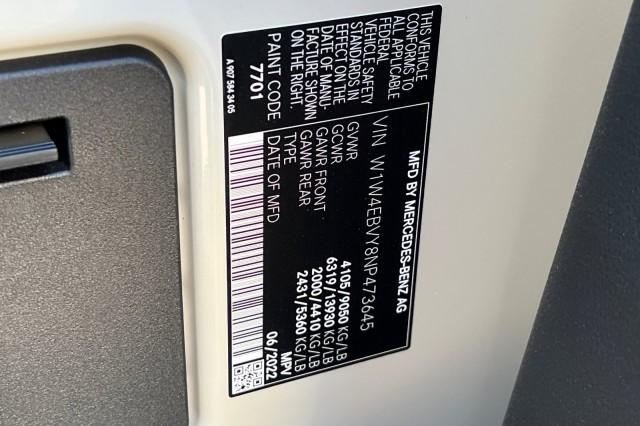 MFD BY MERCEDES-BENZ AG
VIN W1W4EBVY8NP473645
GVWR 4105/9050 KG/LB
GCWR 6319/13930 KG/LB
GAWR FRONT 2000/4410 KG/LB
GAWR REAR 2431/5360 KG/LB
TYPE MPV
DATE OF MFD 06/2022
THIS VEHICLE
CONFORMS TO
ALL APPLICABLE
FEDERAL
VEHICLE SAFETY
STANDARDS IN
EFFECT ON THE
DATE OF MANU-
FACTURE SHOWN
ON THE RIGHT.
PAINT CODE
7701
A 907 584 34 05